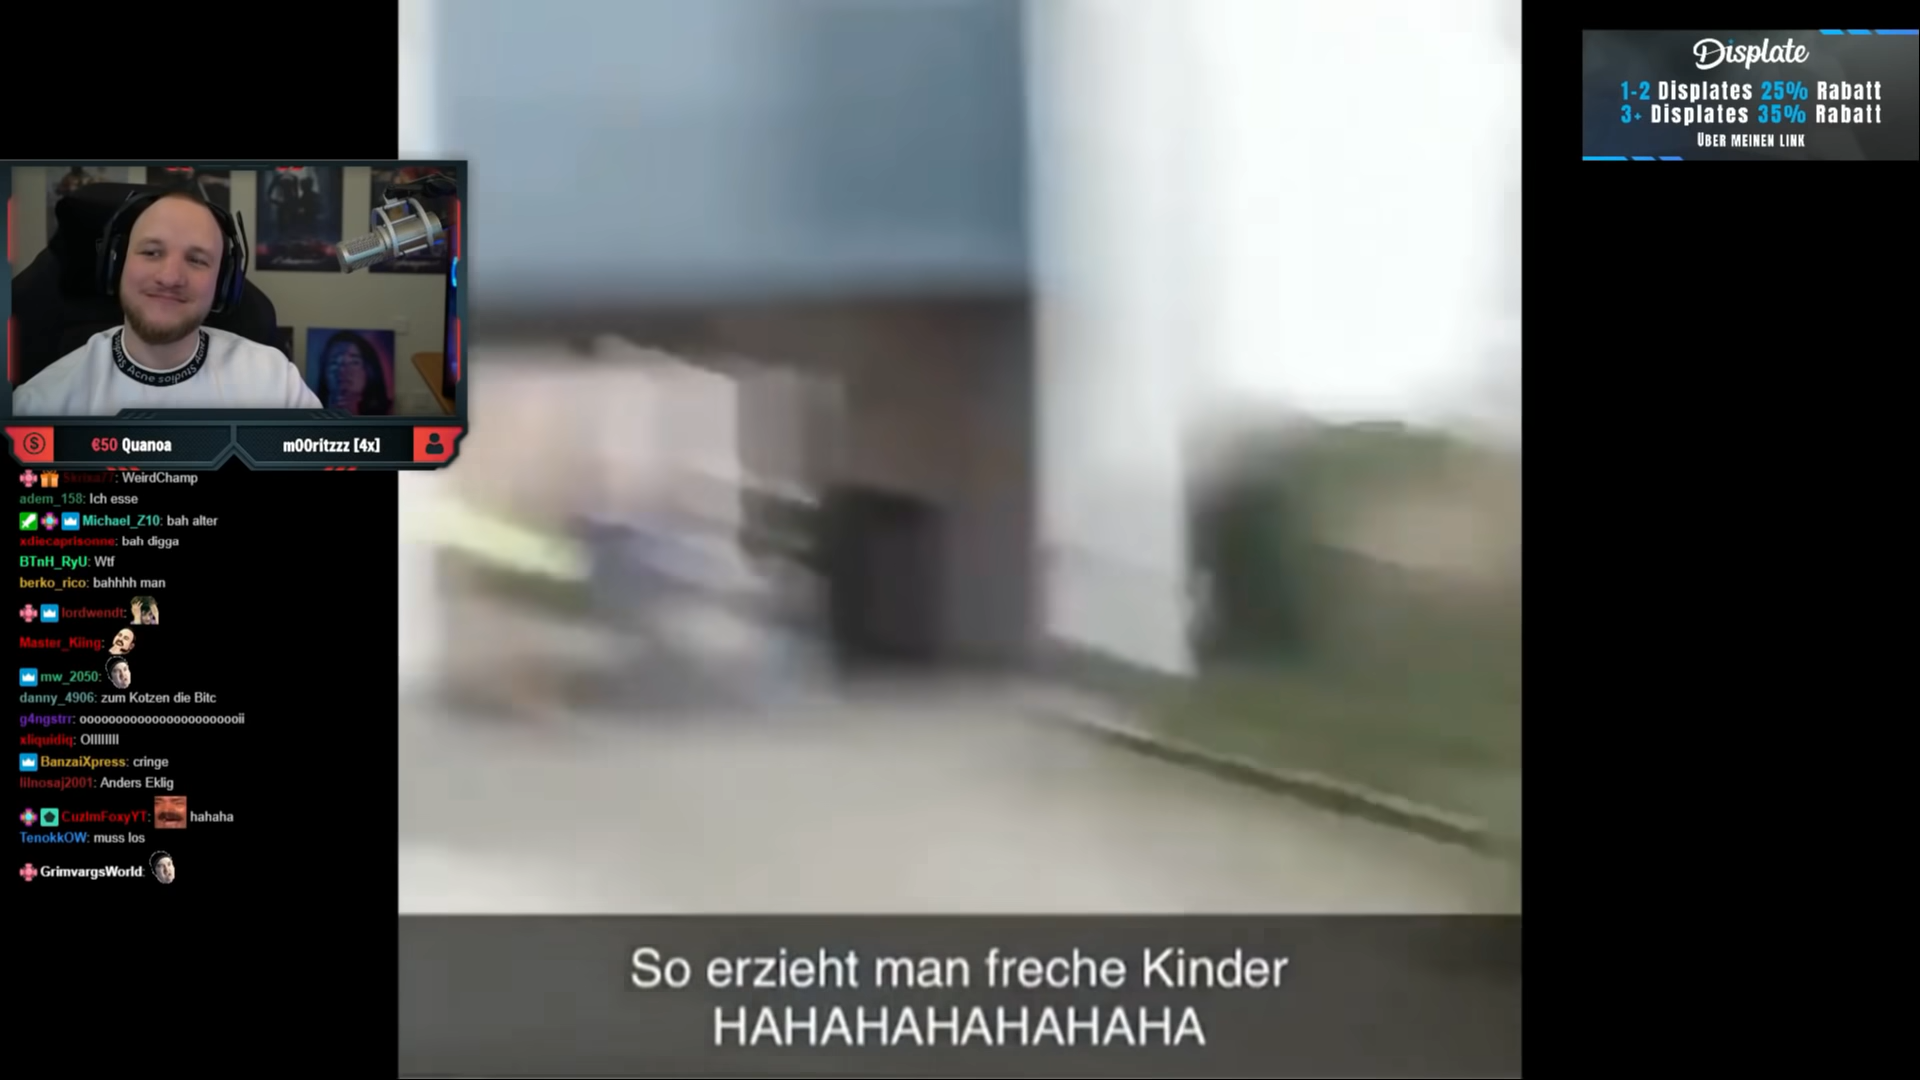 Displate
1-2 Displates 25% Rabatt
3+ Displates 35% Rabatt
ÜBER MEINEN LINK
Acne Studios
€50 Quanoa
m00ritzzz [4x]
: WeirdChamp
adem_158: Ich esse
Michael_Z10: bah alter
xdiecaprisonne: bah digga
BTnH_RyU: Wtf
berko_rico: bahhhh man
lordwendt:
Master_Kiing:
mw_2050:
danny_4906: zum Kotzen die Bitc
g4ngstrr: oooooooooooooooooooooooii
xliquidiq: OIIIIIIII
BanzaiXpress: cringe
lilnosaj2001: Anders Eklig
CuzImFoxyYT: hahaha
TenokkOW: muss los
GrimvargsWorld:
So erzieht man freche Kinder
HAHAHAHAHAHAHA